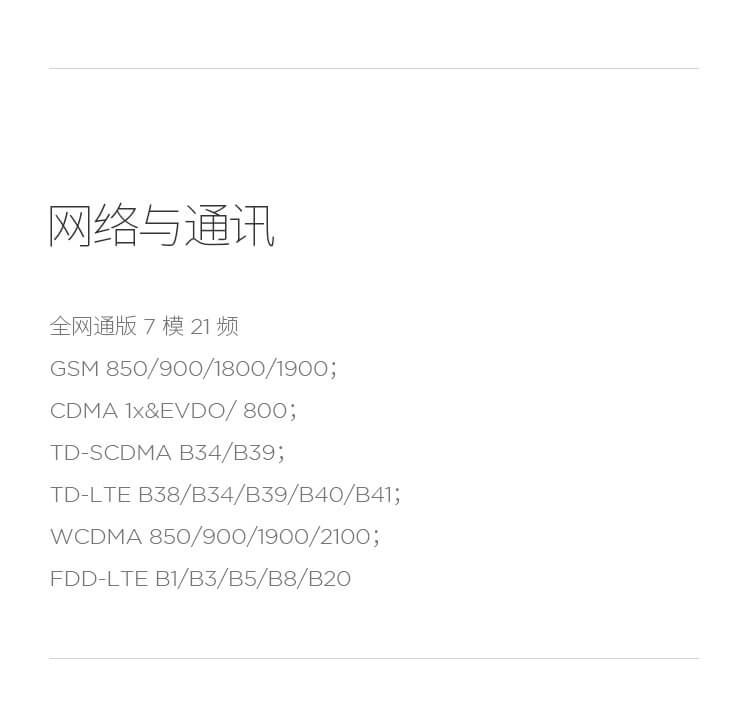 网络与通讯
全网通版 7 模 21 频
GSM 850/900/1800/1900；
CDMA 1x&EVDO/ 800；
TD-SCDMA B34/B39；
TD-LTE B38/B34/B39/B40/B41；
WCDMA 850/900/1900/2100；
FDD-LTE B1/B3/B5/B8/B20